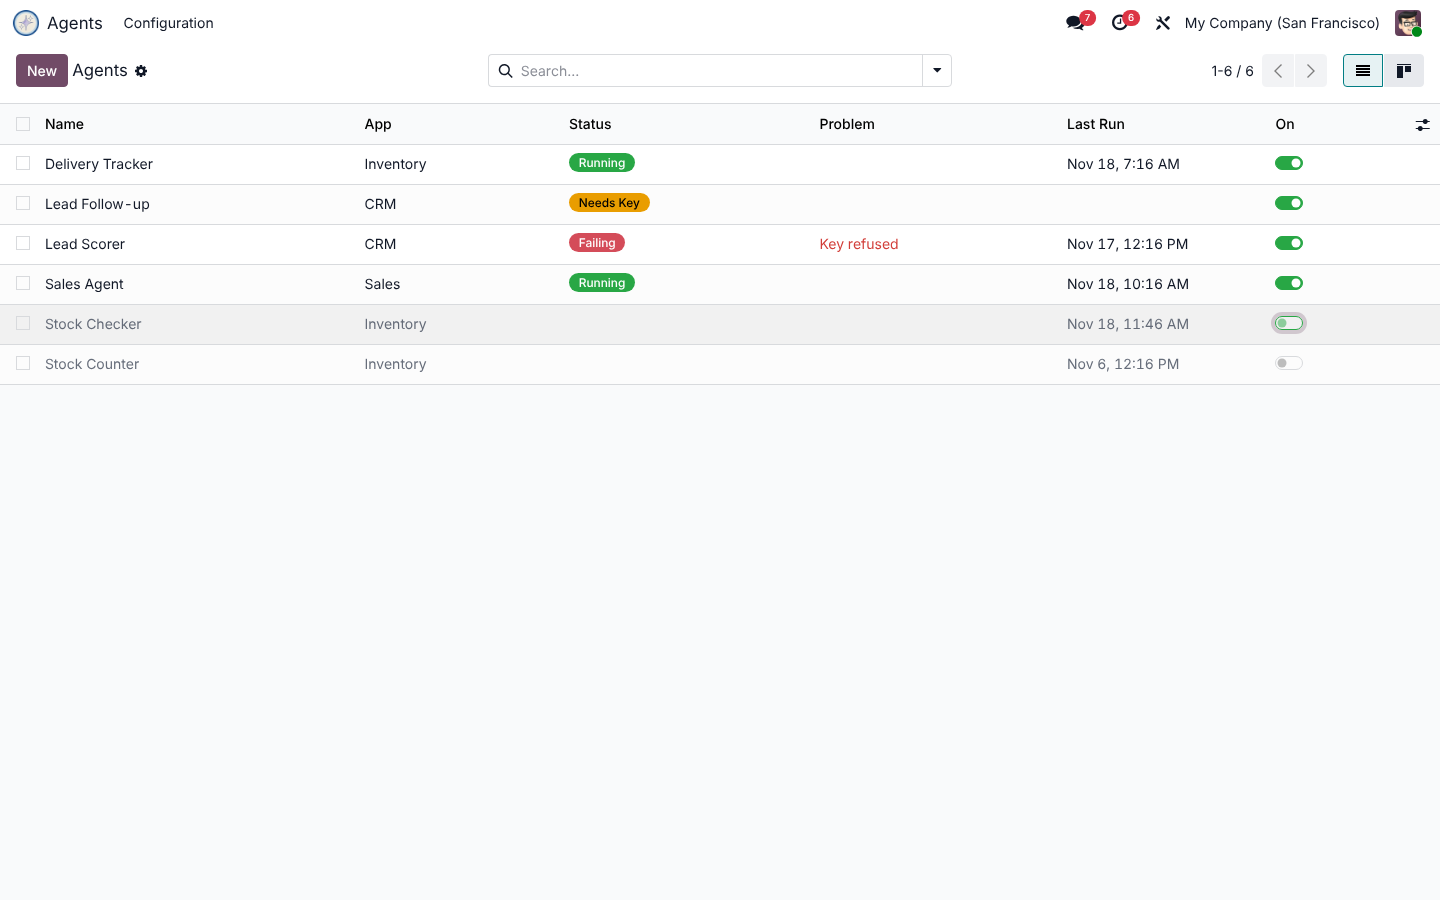 Agents Configuration 7 6 My Company (San Francisco)
New Agents Search... 1-6 / 6
Name App Status Problem Last Run On
Delivery Tracker Inventory Running Nov 18, 7:16 AM
Lead Follow-up CRM Needs Key
Lead Scorer CRM Failing Key refused Nov 17, 12:16 PM
Sales Agent Sales Running Nov 18, 10:16 AM
Stock Checker Inventory Nov 18, 11:46 AM
Stock Counter Inventory Nov 6, 12:16 PM